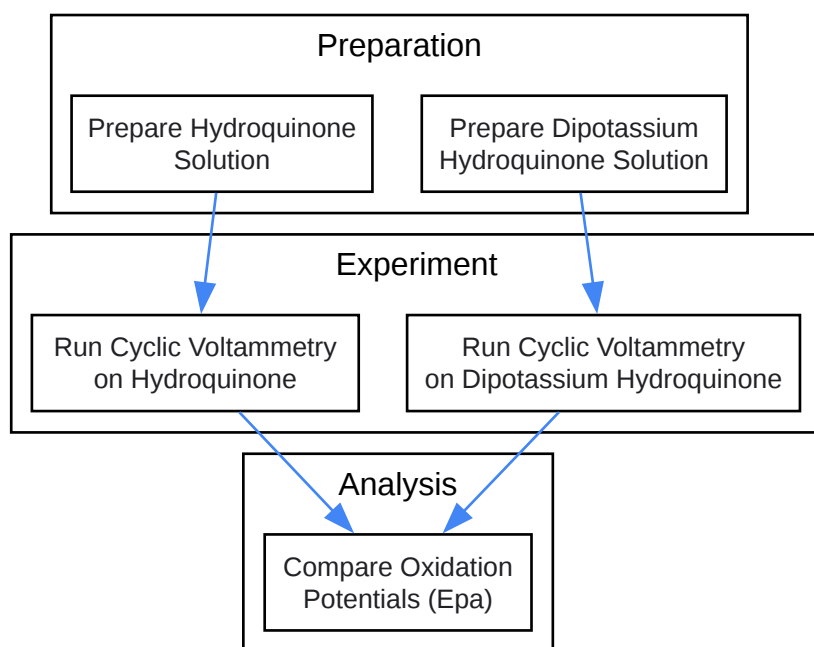 Preparation
Prepare Hydroquinone
Solution
Prepare Dipotassium
Hydroquinone Solution
Experiment
Run Cyclic Voltammetry
on Hydroquinone
Run Cyclic Voltammetry
on Dipotassium Hydroquinone
Analysis
Compare Oxidation
Potentials (Epa)